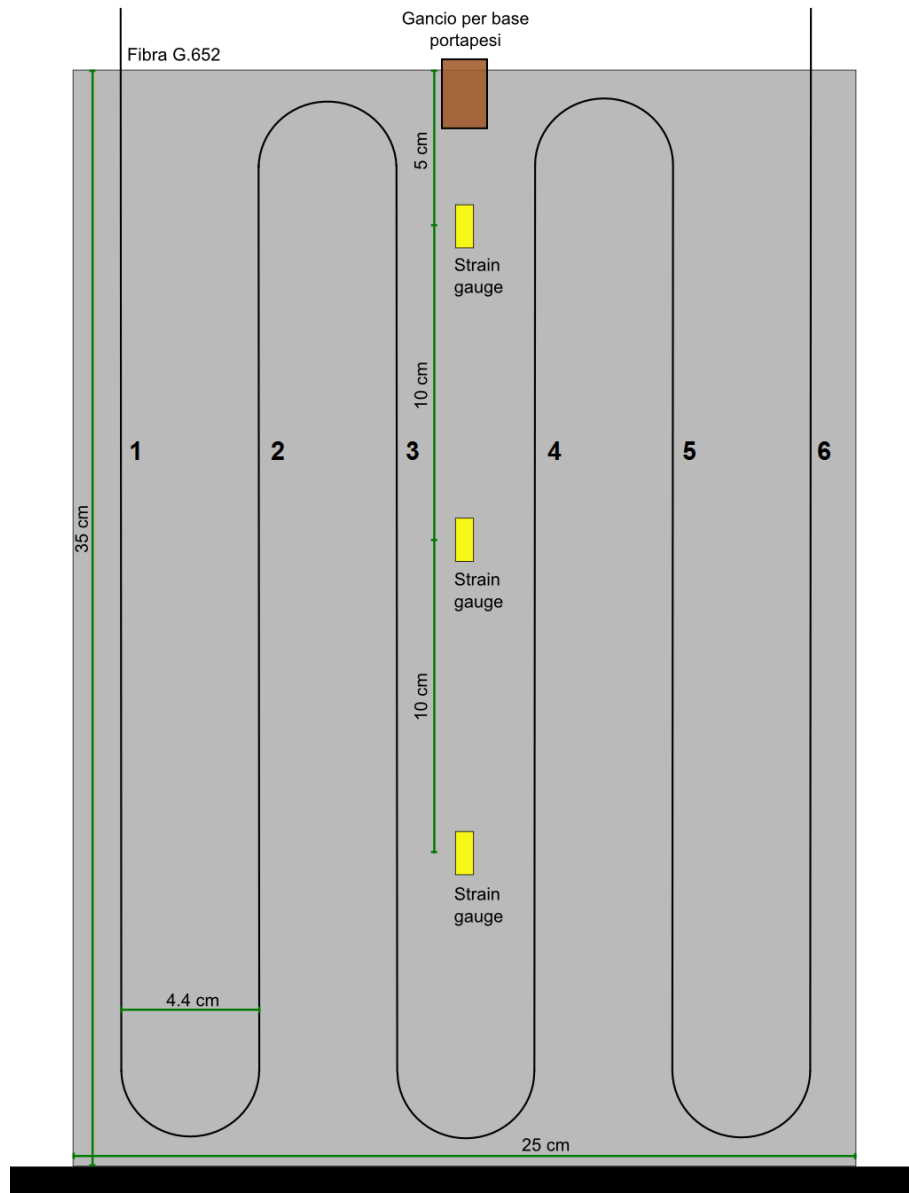 Gancio per base
portapesi
Fibra G.652
5 cm
Strain
gauge
10 cm
1
2
3
4
5
6
35 cm
Strain
gauge
10 cm
Strain
gauge
4.4 cm
25 cm